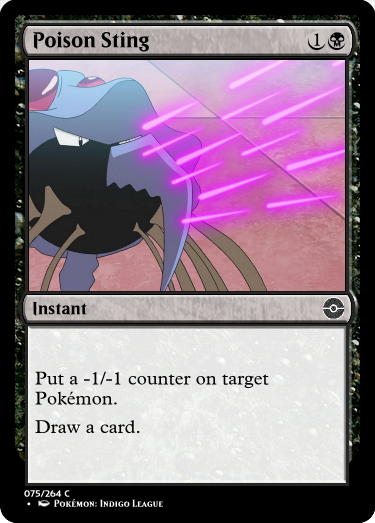 Poison Sting 1
Instant
Put a -1/-1 counter on target
Pokémon.
Draw a card.
075/264 C
• Pokémon: Indigo League